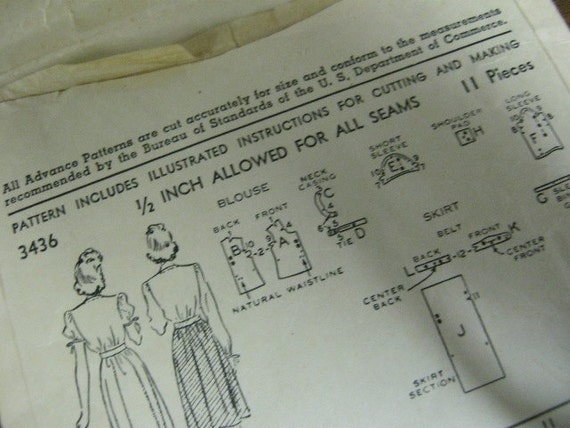 All Advance Patterns are cut accurately for size and conform to the measurements
recommended by the Bureau of Standards of the U. S. Department of Commerce.
PATTERN INCLUDES ILLUSTRATED INSTRUCTIONS FOR CUTTING AND MAKING
½ INCH ALLOWED FOR ALL SEAMS
11 Pieces
3436
BLOUSE
BACK
FRONT
B
A
NATURAL WAISTLINE
NECK
CASING
C
TIE D
SHORT
SLEEVE
E
SHOULDER
PAD
H
LONG
SLEEVE
F
G
SKIRT
BELT
BACK
FRONT
L
12
K
CENTER
BACK
CENTER
FRONT
J
11
SKIRT
SECTION